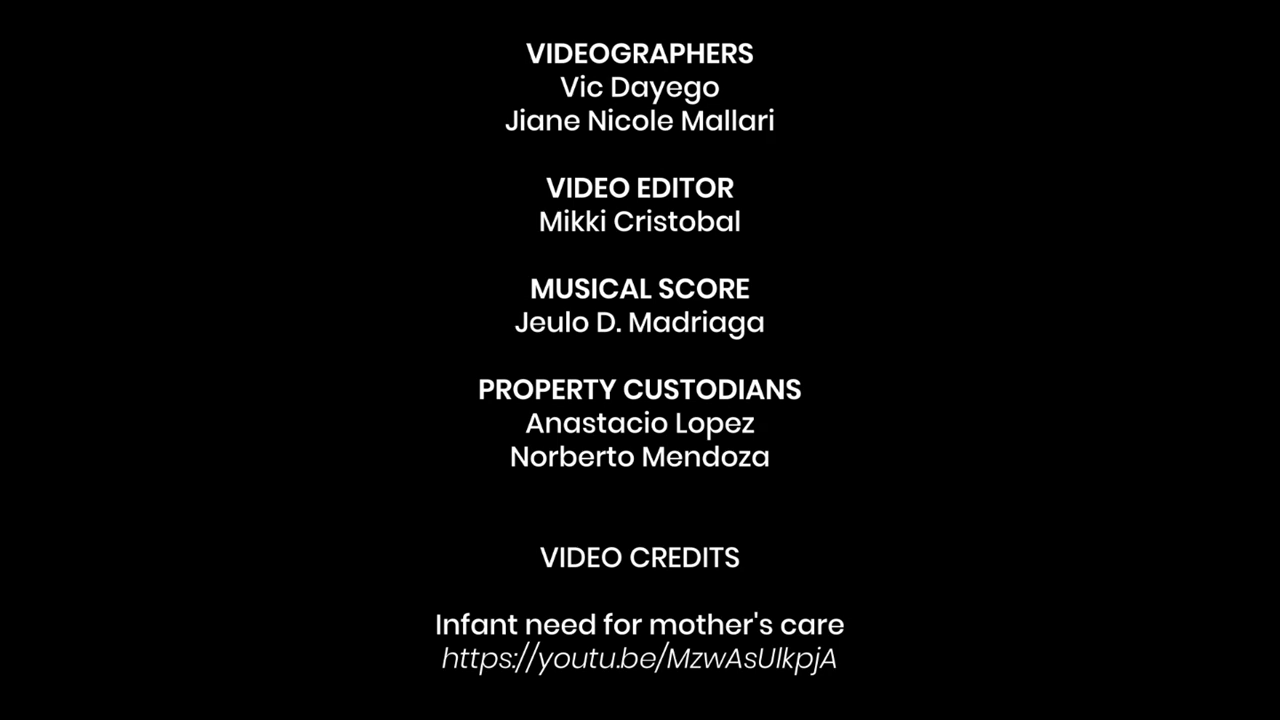 VIDEOGRAPHERS
Vic Dayego
Jiane Nicole Mallari
VIDEO EDITOR
Mikki Cristobal
MUSICAL SCORE
Jeulo D. Madriaga
PROPERTY CUSTODIANS
Anastacio Lopez
Norberto Mendoza
VIDEO CREDITS
Infant need for mother's care
https://youtu.be/MzwAsUlkpjA